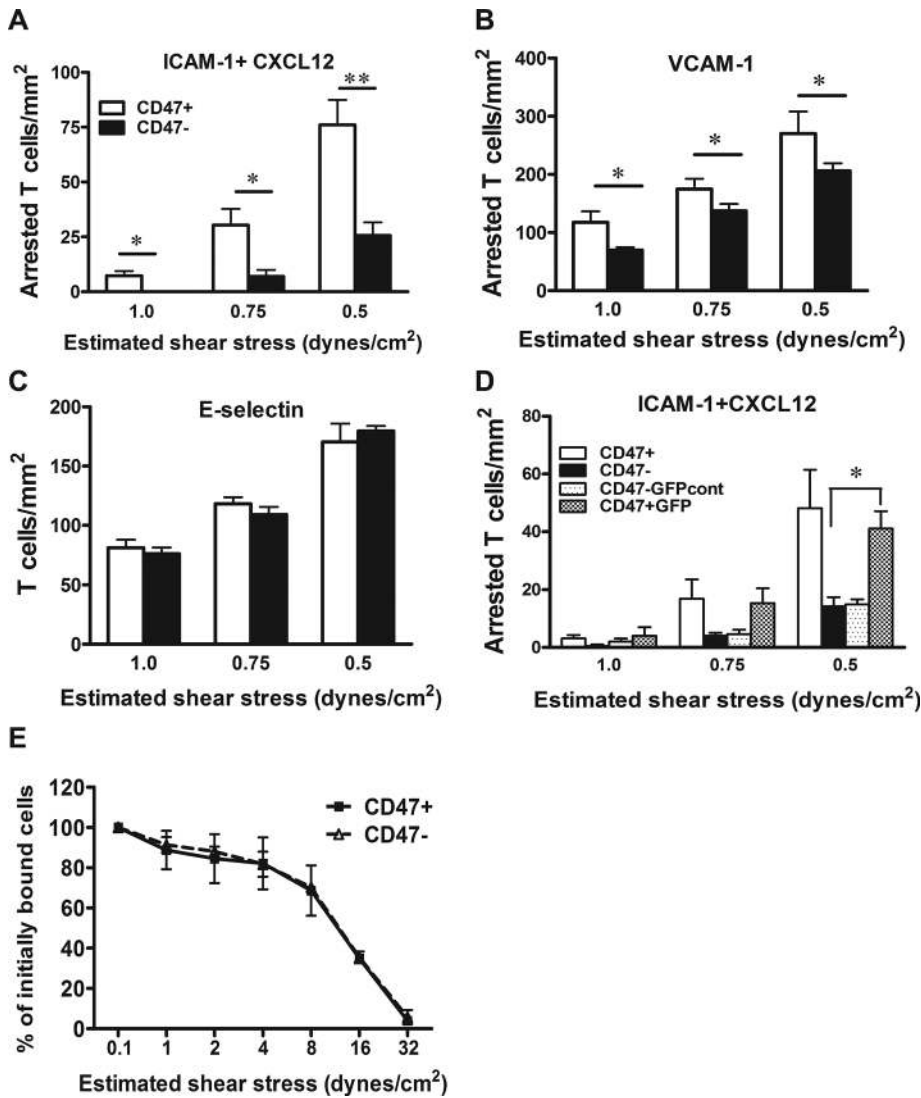 A
ICAM-1+ CXCL12
Arrested T cells/mm²
100
75
50
25
0
CD47+
CD47-
*
*
**
1.0 0.75 0.5
Estimated shear stress (dynes/cm²)
B
VCAM-1
Arrested T cells/mm²
400
300
200
100
0
*
*
*
1.0 0.75 0.5
Estimated shear stress (dynes/cm²)
C
E-selectin
T cells/mm²
200
150
100
50
0
1.0 0.75 0.5
Estimated shear stress (dynes/cm²)
D
ICAM-1+CXCL12
Arrested T cells/mm²
80
60
40
20
0
CD47+
CD47-
CD47-GFPcont
CD47+GFP
*
1.0 0.75 0.5
Estimated shear stress (dynes/cm²)
E
% of initially bound cells
120
100
80
60
40
20
0
CD47+
CD47-
0.1 1 2 4 8 16 32
Estimated shear stress (dynes/cm²)